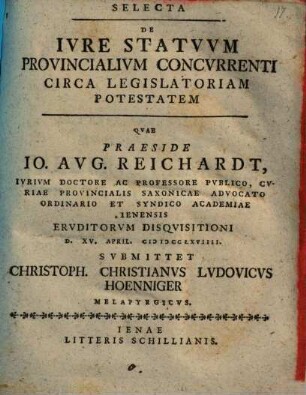 SELECTA
DE
IVRE STATVVM
PROVINCIALIVM CONCVRRENTI
CIRCA LEGISLATORIAM
POTESTATEM
QVAE
PRAESIDE
IO. AVG. REICHARDT,
IVRIVM DOCTORE AC PROFESSORE PVBLICO, CV-
RIAE PROVINCIALIS SAXONICAE ADVOCATO
ORDINARIO ET SYNDICO ACADEMIAE
IENENSIS
ERVDITORVM DISQVISITIONI
D. XV. APRIL. CIↃIↃCCLXVIIII.
SVBMITTET
CHRISTOPH. CHRISTIANVS LVDOVICVS
HOENNIGER
MELAPYRGICVS.
IENAE
LITTERIS SCHILLIANIS.